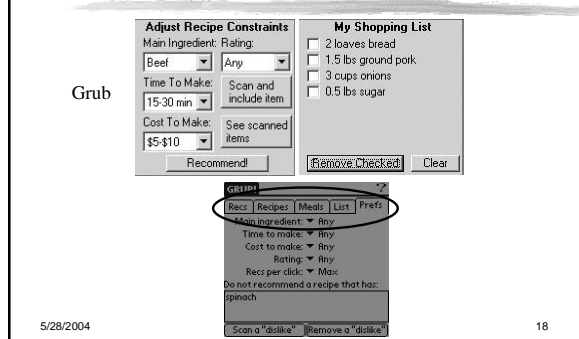 Grub
Adjust Recipe Constraints
Main Ingredient: Rating:
Beef Any
Time To Make:
15-30 min
Scan and
include item
Cost To Make:
$5-$10
See scanned
items
Recommend!
My Shopping List
2 loaves bread
1.5 lbs ground pork
3 cups onions
0.5 lbs sugar
Remove Checked Clear
GRUB! ?
Recs Recipes Meals List Prefs
Main ingredient: Any
Time to make: Any
Cost to make: Any
Rating: Any
Recs per click: Max
Do not recommend a recipe that has:
spinach
Scan a "dislike" Remove a "dislike"
5/28/2004
18